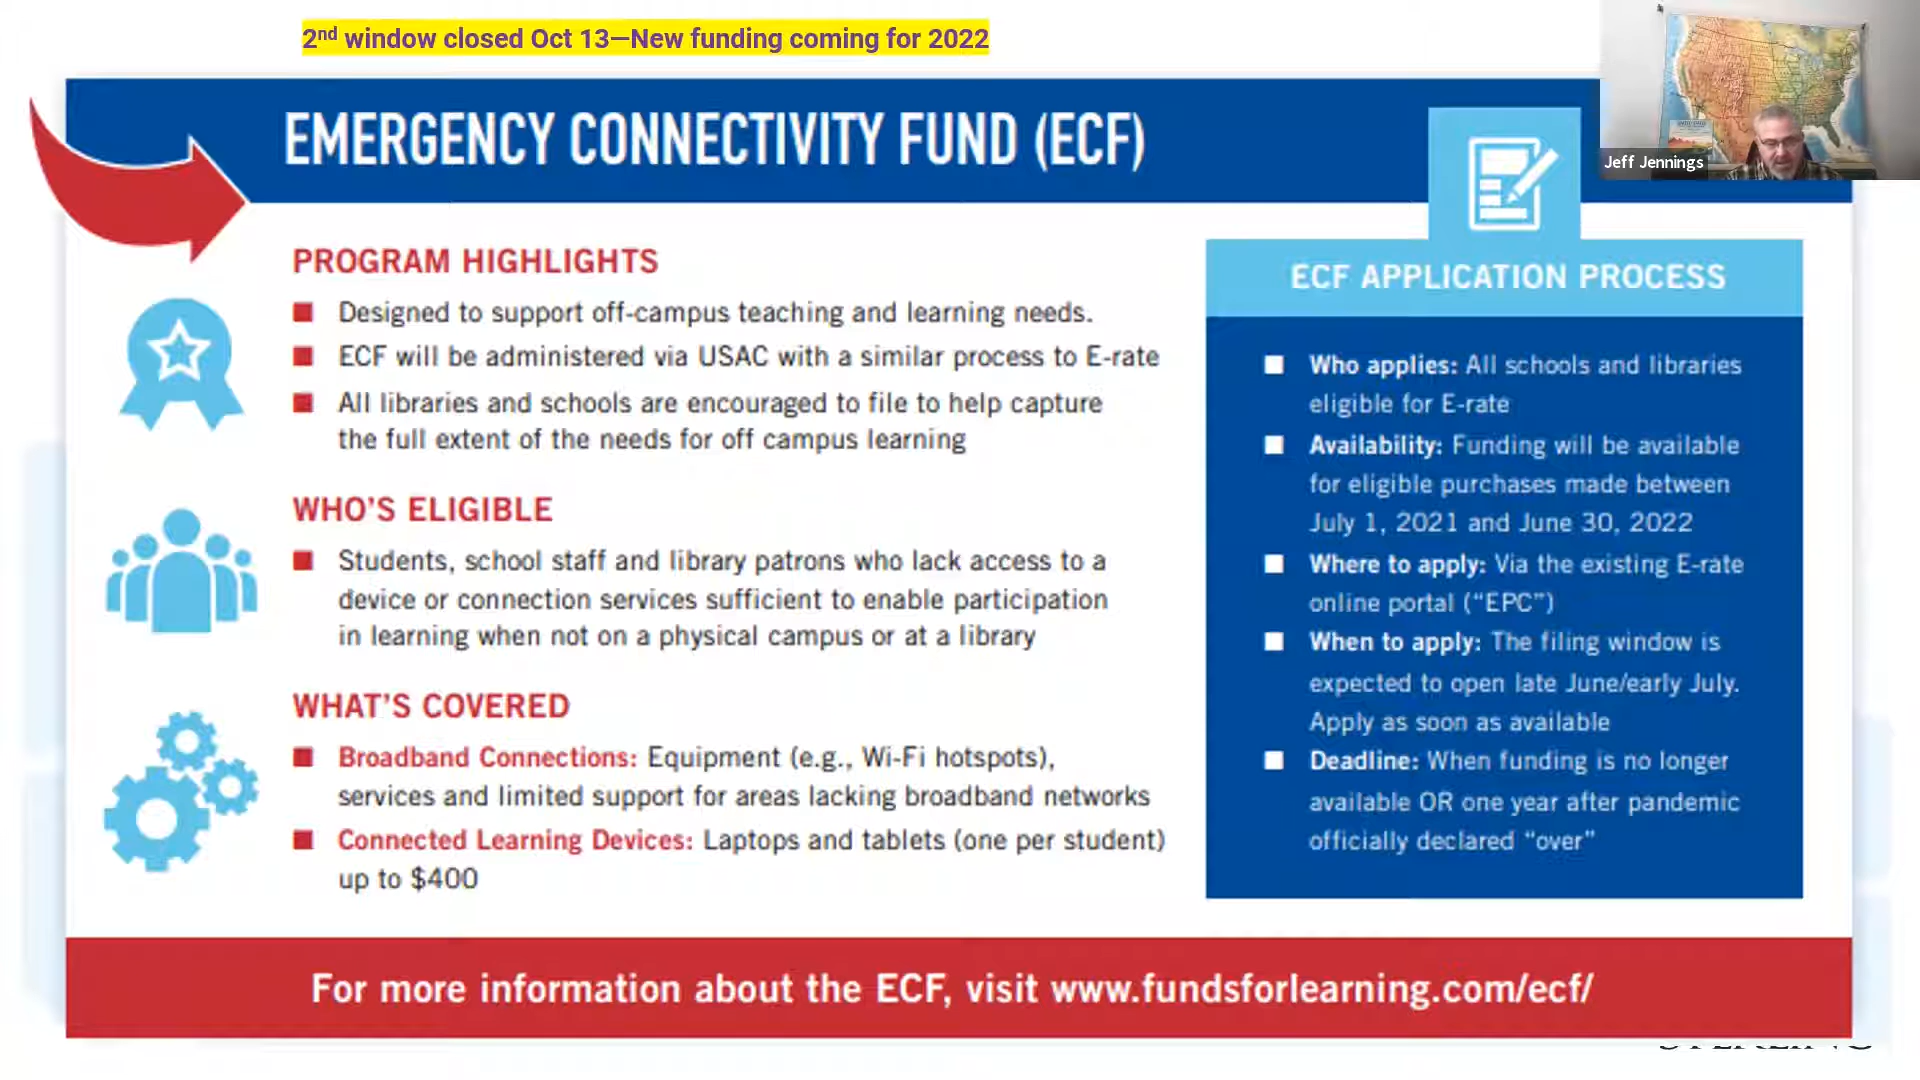 2nd window closed Oct 13—New funding coming for 2022
EMERGENCY CONNECTIVITY FUND (ECF)
Jeff Jennings
PROGRAM HIGHLIGHTS
Designed to support off-campus teaching and learning needs.
ECF will be administered via USAC with a similar process to E-rate
All libraries and schools are encouraged to file to help capture
the full extent of the needs for off campus learning
WHO'S ELIGIBLE
Students, school staff and library patrons who lack access to a
device or connection services sufficient to enable participation
in learning when not on a physical campus or at a library
WHAT'S COVERED
Broadband Connections: Equipment (e.g., Wi-Fi hotspots),
services and limited support for areas lacking broadband networks
Connected Learning Devices: Laptops and tablets (one per student)
up to $400
ECF APPLICATION PROCESS
Who applies: All schools and libraries
eligible for E-rate
Availability: Funding will be available
for eligible purchases made between
July 1, 2021 and June 30, 2022
Where to apply: Via the existing E-rate
online portal (“EPC”)
When to apply: The filing window is
expected to open late June/early July.
Apply as soon as available
Deadline: When funding is no longer
available OR one year after pandemic
officially declared “over”
For more information about the ECF, visit www.fundsforlearning.com/ecf/